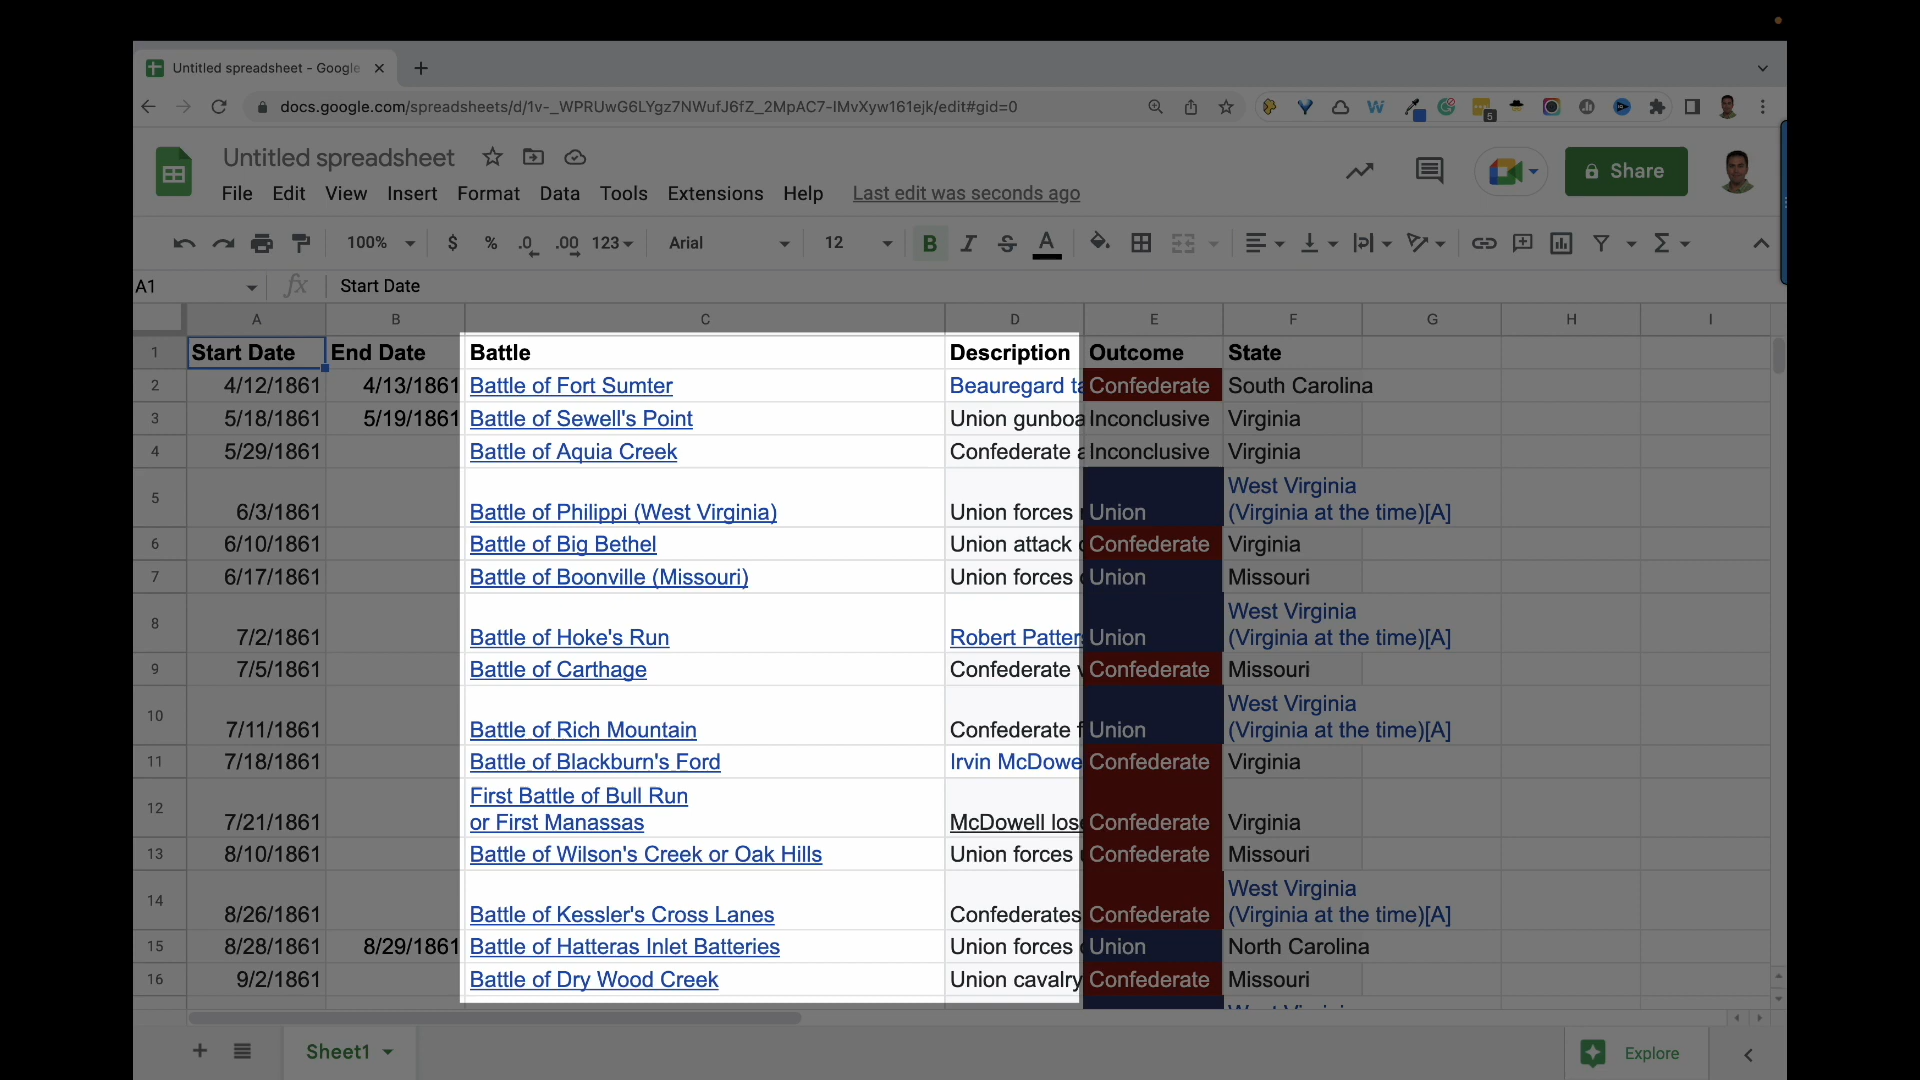 Untitled spreadsheet - Google
docs.google.com/spreadsheets/d/1v-_WPRUwG6LYgz7NWufJ6fZ_2MpAC7-IMvXyw161ejk/edit#gid=0
5
Untitled spreadsheet
File Edit View Insert Format Data Tools Extensions Help Last edit was seconds ago
Share
100% $ % .0 .00 123 Arial 12 B I S A
A1 fx Start Date
A B C D E F G H I
1 Start Date End Date Battle Description Outcome State
2 4/12/1861 4/13/1861 Battle of Fort Sumter Beauregard Confederate South Carolina
3 5/18/1861 5/19/1861 Battle of Sewell's Point Union Inconclusive Virginia
4 5/29/1861 Battle of Aquia Creek Confederate Inconclusive Virginia
West Virginia
5 6/3/1861 Battle of Philippi (West Virginia) Union forces Union (Virginia at the time)[A]
6 6/10/1861 Battle of Big Bethel Union attack Confederate Virginia
7 6/17/1861 Battle of Boonville (Missouri) Union forces Union Missouri
West Virginia
8 7/2/1861 Battle of Hoke's Run Robert Union (Virginia at the time)[A]
9 7/5/1861 Battle of Carthage Confederate Confederate Missouri
West Virginia
10 7/11/1861 Battle of Rich Mountain Confederate Union (Virginia at the time)[A]
11 7/18/1861 Battle of Blackburn's Ford Irvin McDowe Confederate Virginia
First Battle of Bull Run
12 7/21/1861 or First Manassas McDowell Confederate Virginia
13 8/10/1861 Battle of Wilson's Creek or Oak Hills Union forces Confederate Missouri
West Virginia
14 8/26/1861 Battle of Kessler's Cross Lanes Confederates Confederate (Virginia at the time)[A]
15 8/28/1861 8/29/1861 Battle of Hatteras Inlet Batteries Union forces Union North Carolina
16 9/2/1861 Battle of Dry Wood Creek Union cavalry Confederate Missouri
Sheet1
Explore